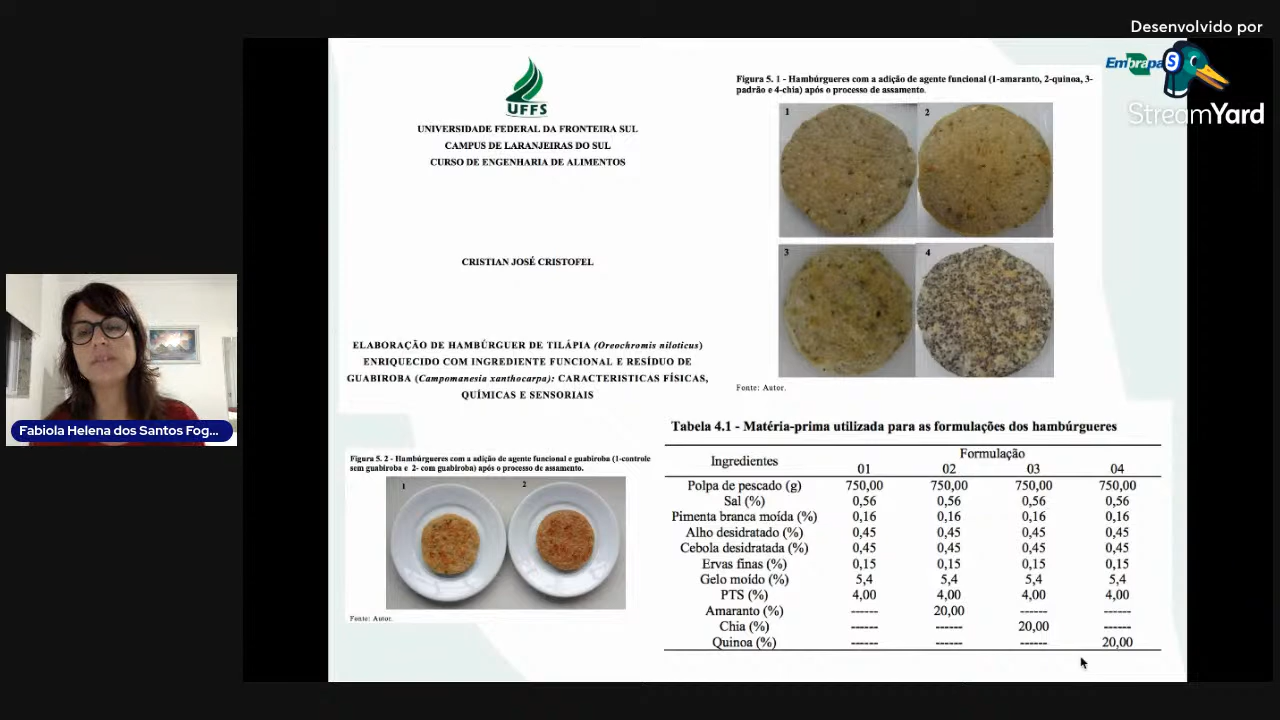 Desenvolvido por
Embrapa
S
StreamYard
UFFS
UNIVERSIDADE FEDERAL DA FRONTEIRA SUL
CAMPUS DE LARANJEIRAS DO SUL
CURSO DE ENGENHARIA DE ALIMENTOS
CRISTIAN JOSÉ CRISTOFEL
ELABORAÇÃO DE HAMBÚRGUER DE TILÁPIA (Oreochromis niloticus)
ENRIQUECIDO COM INGREDIENTE FUNCIONAL E RESÍDUO DE
GUABIROBA (Campomanesia xanthocarpa): CARACTERISTICAS FÍSICAS,
QUÍMICAS E SENSORIAIS
Figura 5. 2 - Hambúrgueres com a adição de agente funcional e guabiroba (1-controle
sem guabiroba e 2- com guabiroba) após o processo de assamento.
1 2
Fonte: Autor.
Figura 5. 1 - Hambúrgueres com a adição de agente funcional (1-amaranto, 2-quinoa, 3-
padrão e 4-chia) após o processo de assamento.
1 2
3 4
Fonte: Autor.
Tabela 4.1 - Matéria-prima utilizada para as formulações dos hambúrgueres
Ingredientes Formulação
01 02 03 04
Polpa de pescado (g) 750,00 750,00 750,00 750,00
Sal (%) 0,56 0,56 0,56 0,56
Pimenta branca moída (%) 0,16 0,16 0,16 0,16
Alho desidratado (%) 0,45 0,45 0,45 0,45
Cebola desidratada (%) 0,45 0,45 0,45 0,45
Ervas finas (%) 0,15 0,15 0,15 0,15
Gelo moído (%) 5,4 5,4 5,4 5,4
PTS (%) 4,00 4,00 4,00 4,00
Amaranto (%) ------ 20,00 ------ ------
Chia (%) ------ ------ 20,00 ------
Quinoa (%) ------ ------ ------ 20,00
Fabiola Helena dos Santos Fog...